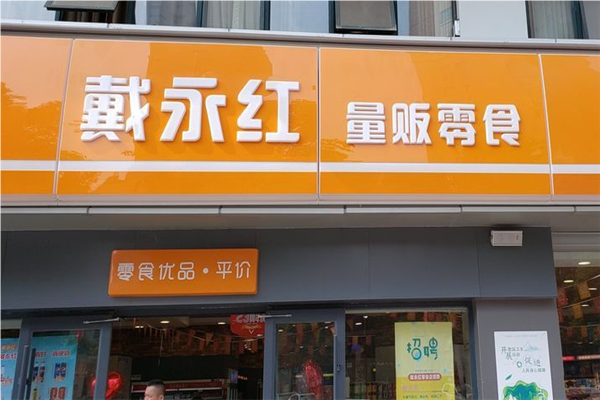 戴永红 量贩零食
零食优品·平价
招聘